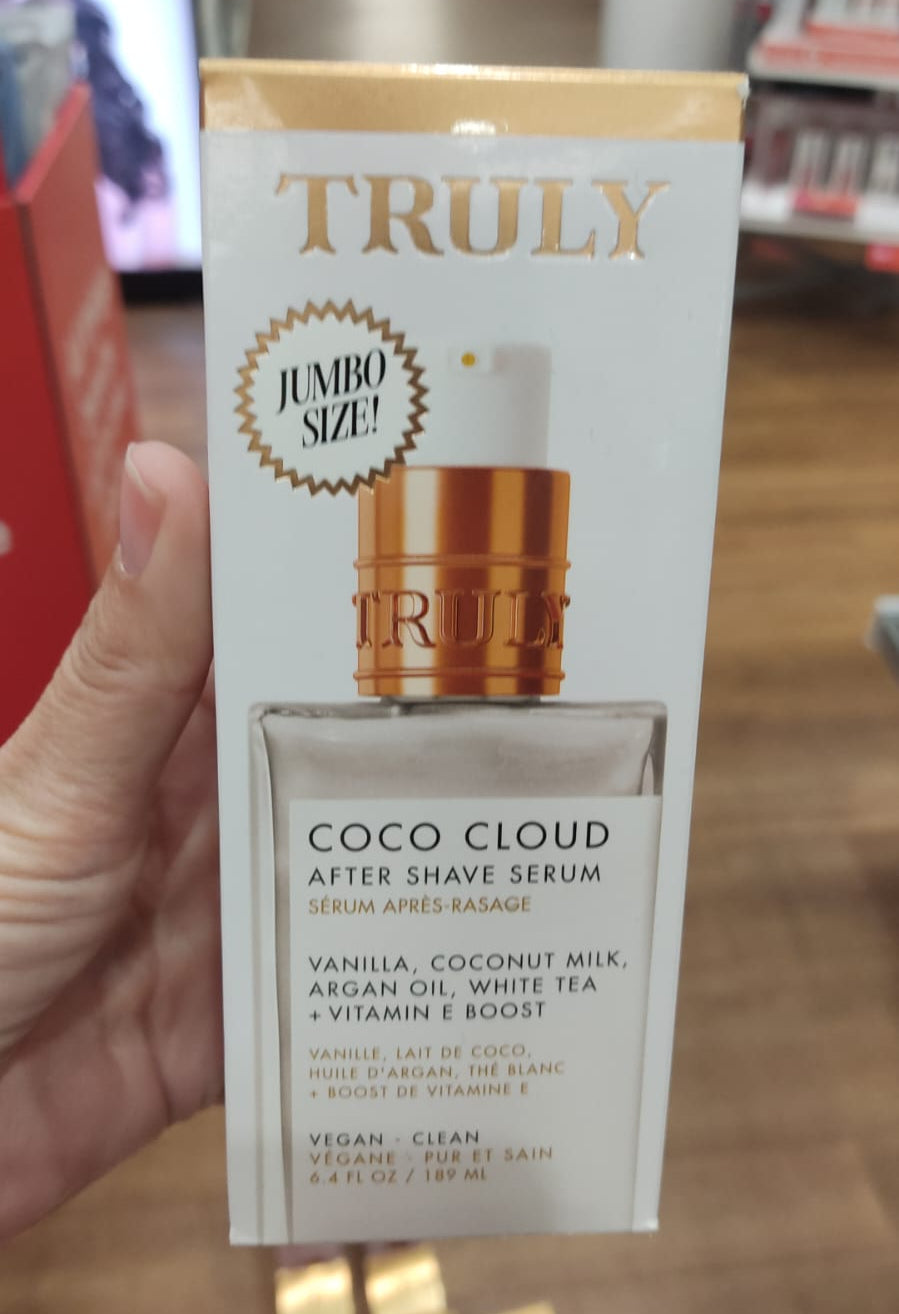 TRULY
JUMBO
SIZE!
TRULY
COCO CLOUD
AFTER SHAVE SERUM
SÉRUM APRÈS-RASAGE
VANILLA, COCONUT MILK,
ARGAN OIL, WHITE TEA
+ VITAMIN E BOOST
VANILLE, LAIT DE COCO,
HUILE D'ARGAN, THÉ BLANC
+ BOOST DE VITAMINE E
VEGAN - CLEAN
VÉGANE - PUR ET SAIN
6.4 FL OZ / 189 ML